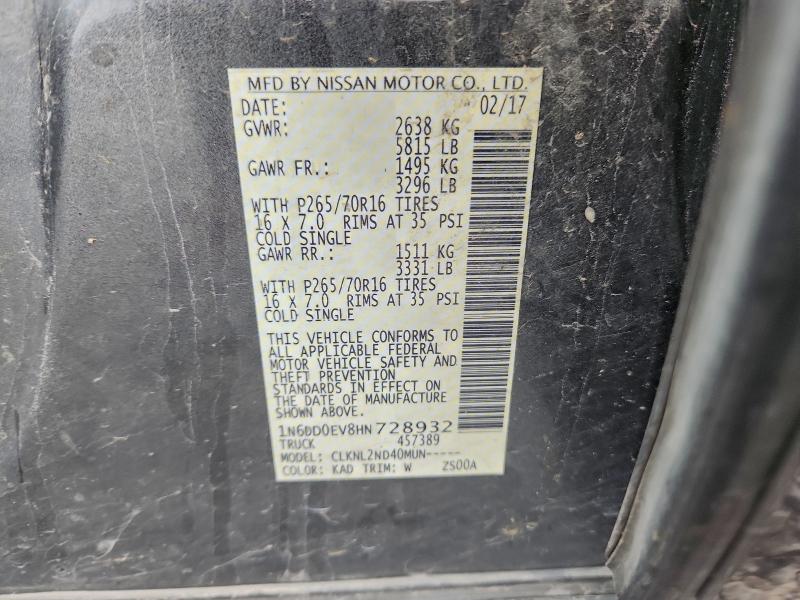 MFD BY NISSAN MOTOR CO., LTD.
DATE: 02/17
GVWR: 2638 KG
5815 LB
GAWR FR.: 1495 KG
3296 LB
WITH P265/70R16 TIRES
16 X 7.0 RIMS AT 35 PSI
COLD SINGLE
GAWR RR.: 1511 KG
3331 LB
WITH P265/70R16 TIRES
16 X 7.0 RIMS AT 35 PSI
COLD SINGLE
THIS VEHICLE CONFORMS TO
ALL APPLICABLE FEDERAL
MOTOR VEHICLE SAFETY AND
THEFT PREVENTION
STANDARDS IN EFFECT ON
THE DATE OF MANUFACTURE
SHOWN ABOVE.
1N6DD0EV8HN728932
TRUCK 457389
MODEL: CLKNL2ND40MUN-----
COLOR: KAD TRIM: W ZS00A